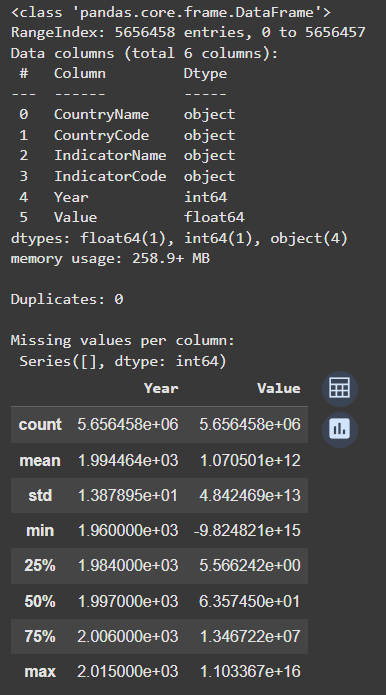 <class 'pandas.core.frame.DataFrame'>
RangeIndex: 5656458 entries, 0 to 5656457
Data columns (total 6 columns):
 #   Column         Dtype
---  ------         -----
 0   CountryName    object
 1   CountryCode    object
 2   IndicatorName  object
 3   IndicatorCode  object
 4   Year           int64
 5   Value          float64
dtypes: float64(1), int64(1), object(4)
memory usage: 258.9+ MB

Duplicates: 0

Missing values per column:
 Series([], dtype: int64)
Year Value
count 5.656458e+06 5.656458e+06
mean 1.994464e+03 1.070501e+12
std 1.387895e+01 4.842469e+13
min 1.960000e+03 -9.824821e+15
25% 1.984000e+03 5.566242e+00
50% 1.997000e+03 6.357450e+01
75% 2.006000e+03 1.346722e+07
max 2.015000e+03 1.103367e+16